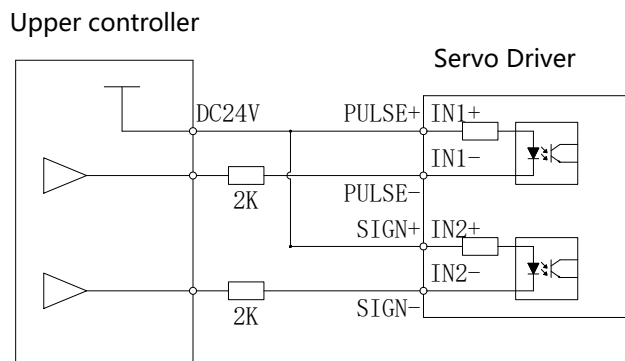 Upper controller
Servo Driver
DC24V
PULSE+
IN1+
IN1-
2K
PULSE-
SIGN+
IN2+
IN2-
2K
SIGN-